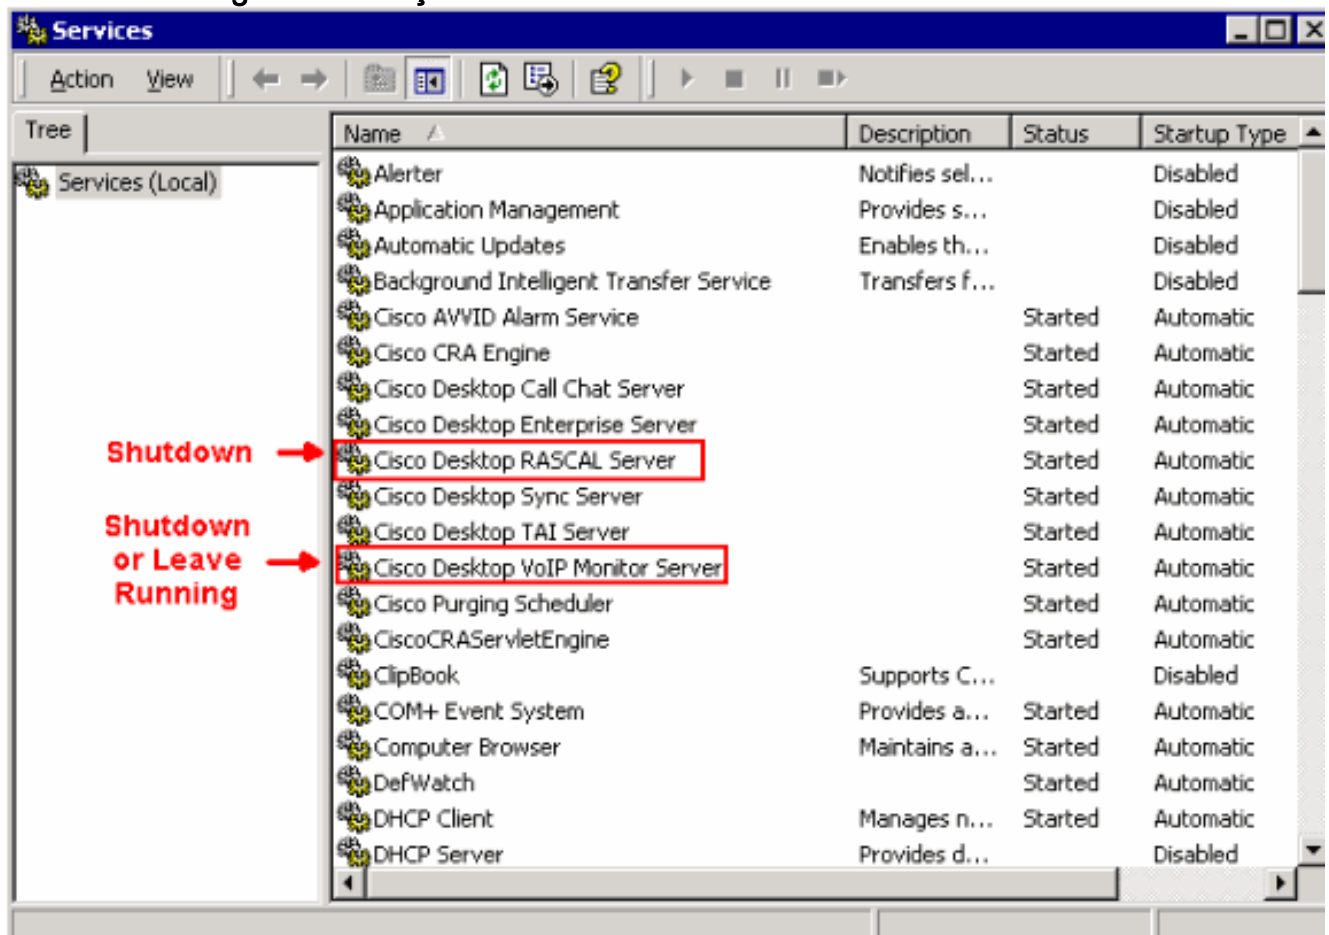 Services
Action View
Tree
Name Description Status Startup Type
Services (Local)
Alerter Notifies sel... Disabled
Application Management Provides s... Disabled
Automatic Updates Enables th... Disabled
Background Intelligent Transfer Service Transfers f... Disabled
Cisco AVVID Alarm Service Started Automatic
Cisco CRA Engine Started Automatic
Cisco Desktop Call Chat Server Started Automatic
Cisco Desktop Enterprise Server Started Automatic
Shutdown
Cisco Desktop RASCAL Server Started Automatic
Cisco Desktop Sync Server Started Automatic
Shutdown
or Leave
Running
Cisco Desktop TAI Server Started Automatic
Cisco Desktop VoIP Monitor Server Started Automatic
Cisco Purging Scheduler Started Automatic
CiscoCRAServletEngine Started Automatic
ClipBook Supports C... Disabled
COM+ Event System Provides a... Started Automatic
Computer Browser Maintains a... Started Automatic
DefWatch Started Automatic
DHCP Client Manages n... Started Automatic
DHCP Server Provides d... Disabled